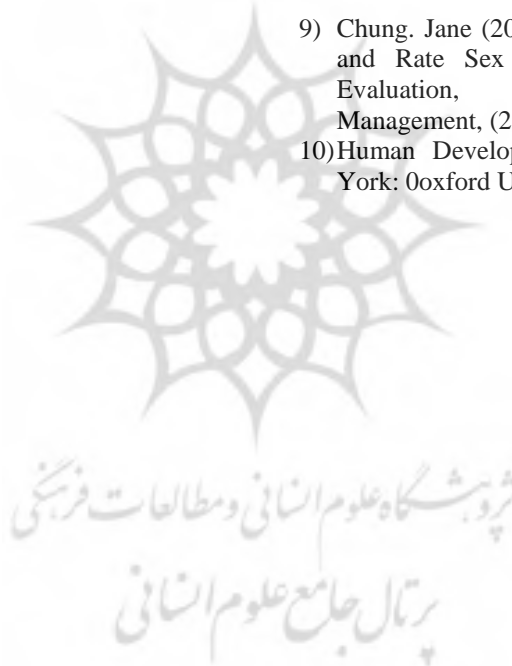 9) Chung. Jane (20
and Rate Sex
Evaluation,
Management, (2
10)Human Develop
York: 0oxford U
پژوهشگاه علوم انسانی و مطالعات فرهنگی
پرتال جامع علوم انسانی